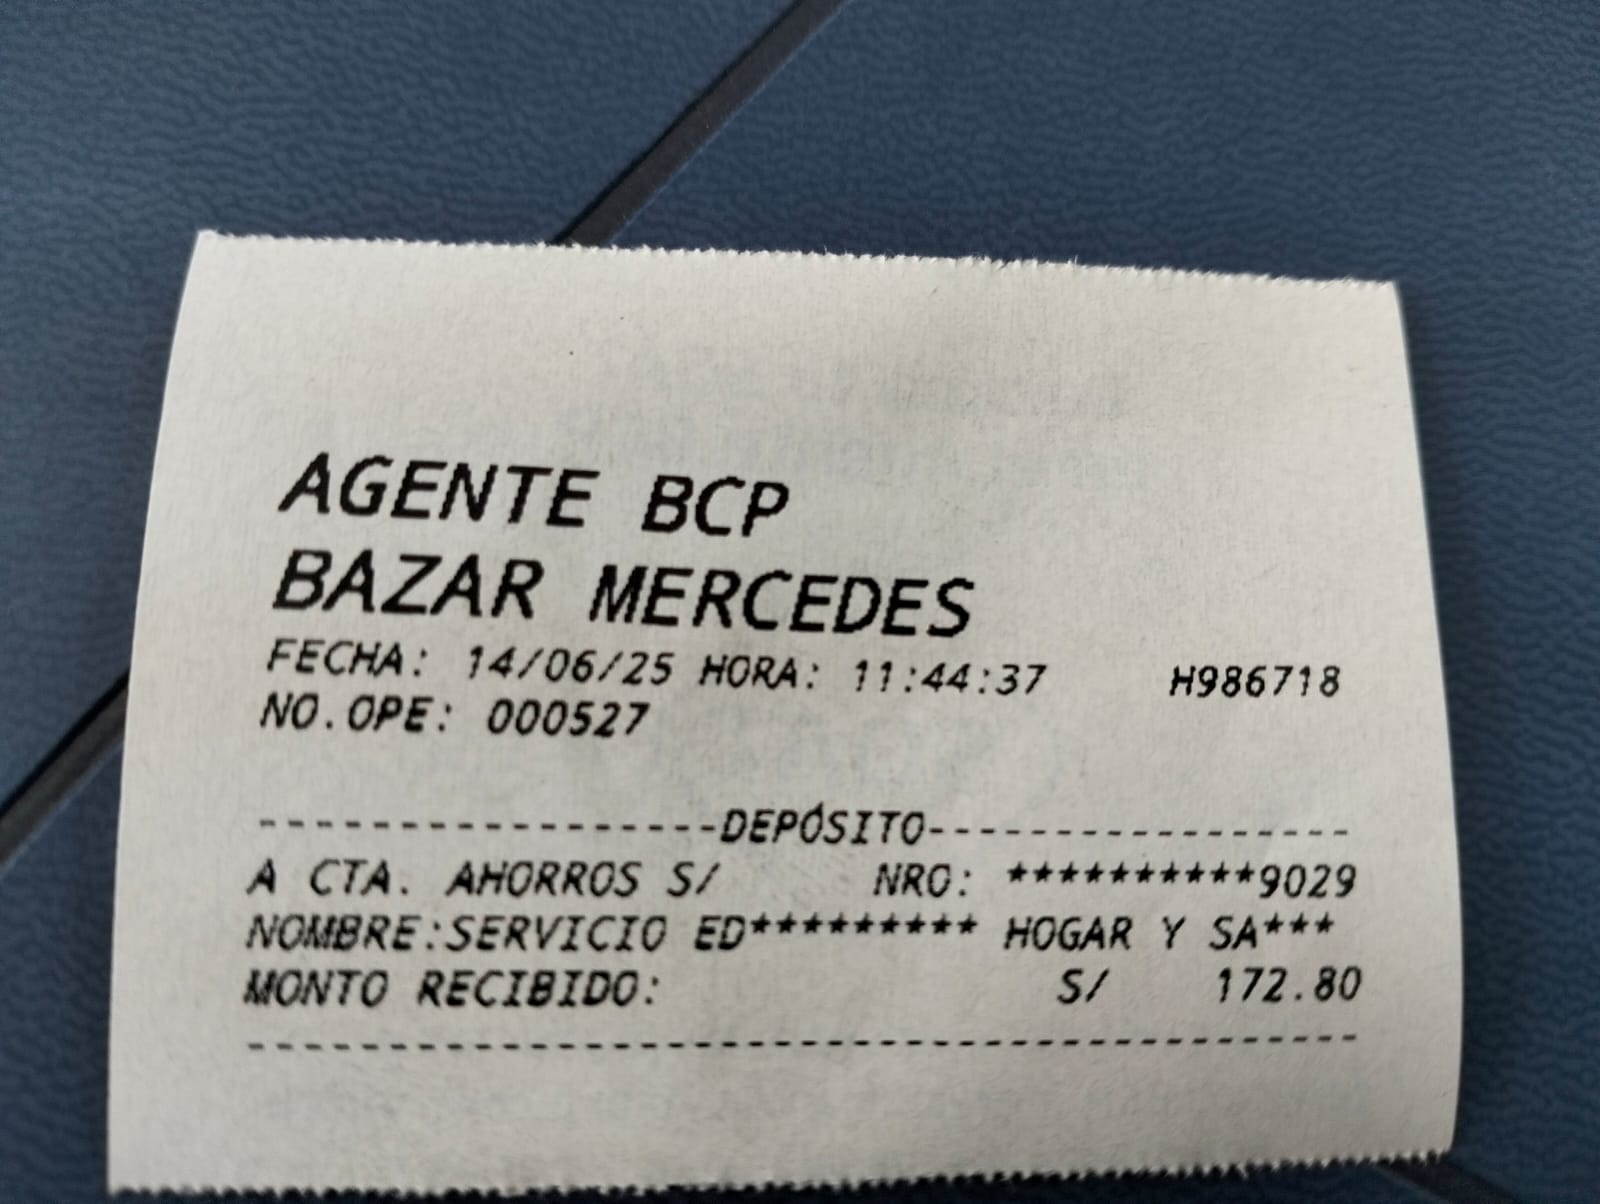 AGENTE BCP
BAZAR MERCEDES
FECHA: 14/06/25 HORA: 11:44:37 H986718
NO.OPE: 000527
------------------DEPÓSITO-----------------
A CTA. AHORROS S/ NRO: **********9029
NOMBRE:SERVICIO ED********* HOGAR Y SA***
MONTO RECIBIDO: S/ 172.80
--------------------------------------------